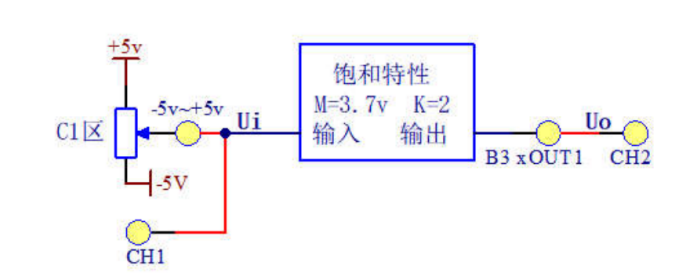 +5v
-5v~+5v
C1区
Ui
-5V
CH1
饱和特性
M=3.7v K=2
输入 输出
B3 xOUT1
Uo
CH2